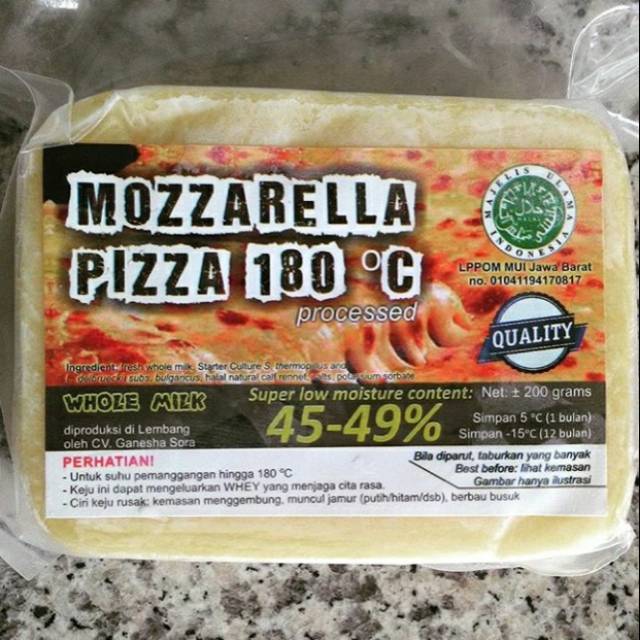 MOZZARELLA
PIZZA 180 °C
processed
MAJELIS ULAMA
INDONESIA
LPPOM MUI Jawa Barat
no. 01041194170817
QUALITY
Ingredient: fresh whole milk, Starter Culture S, thermopillus and
delbruecki subs, bulgaricus, halal natural calf rennet, salts, potassium sorbate
WHOLE MILK
diproduksi di Lembang
oleh CV. Ganesha Sora
Super low moisture content:
45-49%
Net: ± 200 grams
Simpan 5 °C (1 bulan)
Simpan -15°C (12 bulan)
PERHATIAN!
- Untuk suhu pemanggangan hingga 180 °C
- Keju ini dapat mengeluarkan WHEY yang menjaga cita rasa.
- Ciri keju rusak: kemasan menggembung, muncul jamur (putih/hitam/dsb), berbau busuk
Bila diparut, taburkan yang banyak
Best before: lihat kemasan
Gambar hanya ilustrasi